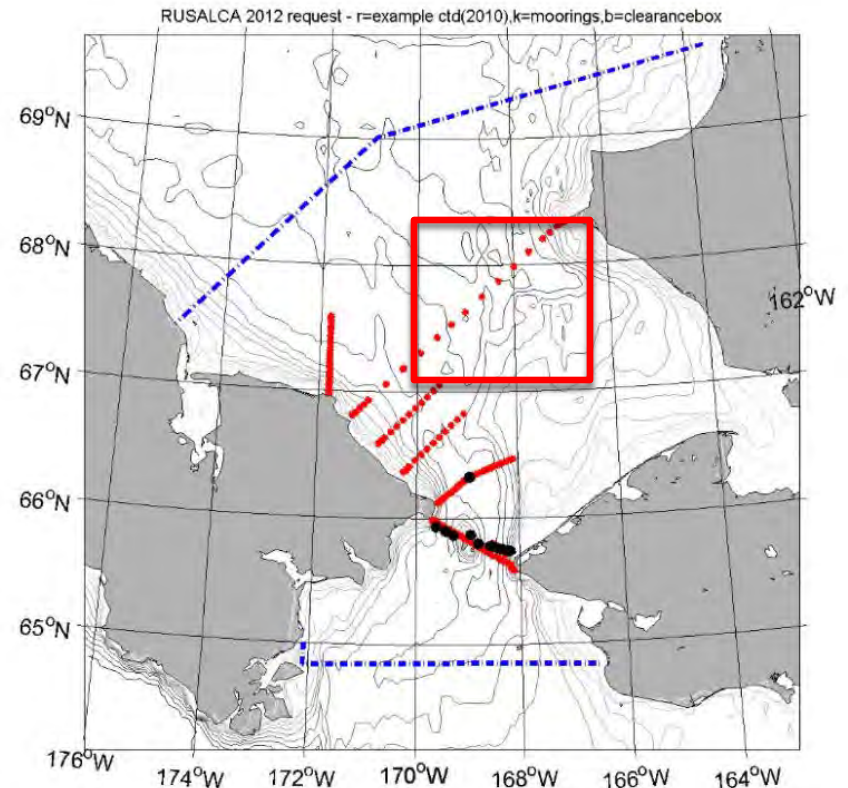 RUSALCA 2012 request - r=example ctd(2010),k=moorings,b=clearancebox
69°N
68°N
162°W
67°N
66°N
65°N
176°W
174°W
172°W
170°W
168°W
166°W
164°W